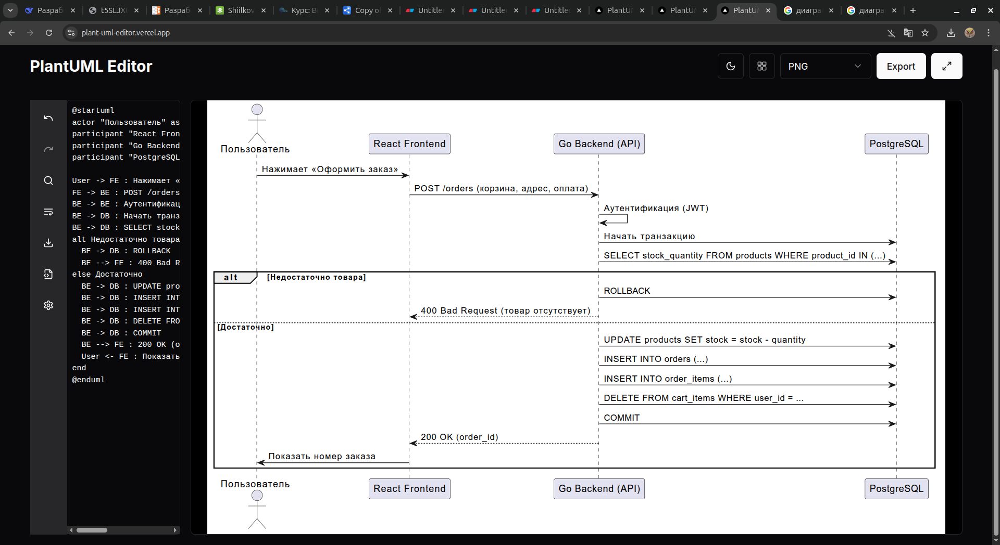 Разраб
t5SLJX
Разраб
Shiilkov
Курс: В
Copy o
Untitle
Untitle
Untitle
PlantU
PlantU
PlantU
диагра
диагра
plant-uml-editor.vercel.app
PlantUML Editor
PNG
Export
@startuml
actor "Пользователь" as
participant "React Fron
participant "Go Backend
participant "PostgreSQL
User -> FE : Нажимает «
FE -> BE : POST /orders
BE -> BE : Аутентификац
BE -> DB : Начать транз
BE -> DB : SELECT stock
alt Недостаточно товара
BE -> DB : ROLLBACK
BE --> FE : 400 Bad R
else Достаточно
BE -> DB : UPDATE pro
BE -> DB : INSERT INT
BE -> DB : INSERT INT
BE -> DB : DELETE FRO
BE -> DB : COMMIT
BE --> FE : 200 OK (o
User <- FE : Показать
end
@enduml
Пользователь
React Frontend
Go Backend (API)
PostgreSQL
Нажимает «Оформить заказ»
POST /orders (корзина, адрес, оплата)
Аутентификация (JWT)
Начать транзакцию
SELECT stock_quantity FROM products WHERE product_id IN (...)
alt [Недостаточно товара]
ROLLBACK
400 Bad Request (товар отсутствует)
[Достаточно]
UPDATE products SET stock = stock - quantity
INSERT INTO orders (...)
INSERT INTO order_items (...)
DELETE FROM cart_items WHERE user_id = ...
COMMIT
200 OK (order_id)
Показать номер заказа
Пользователь
React Frontend
Go Backend (API)
PostgreSQL